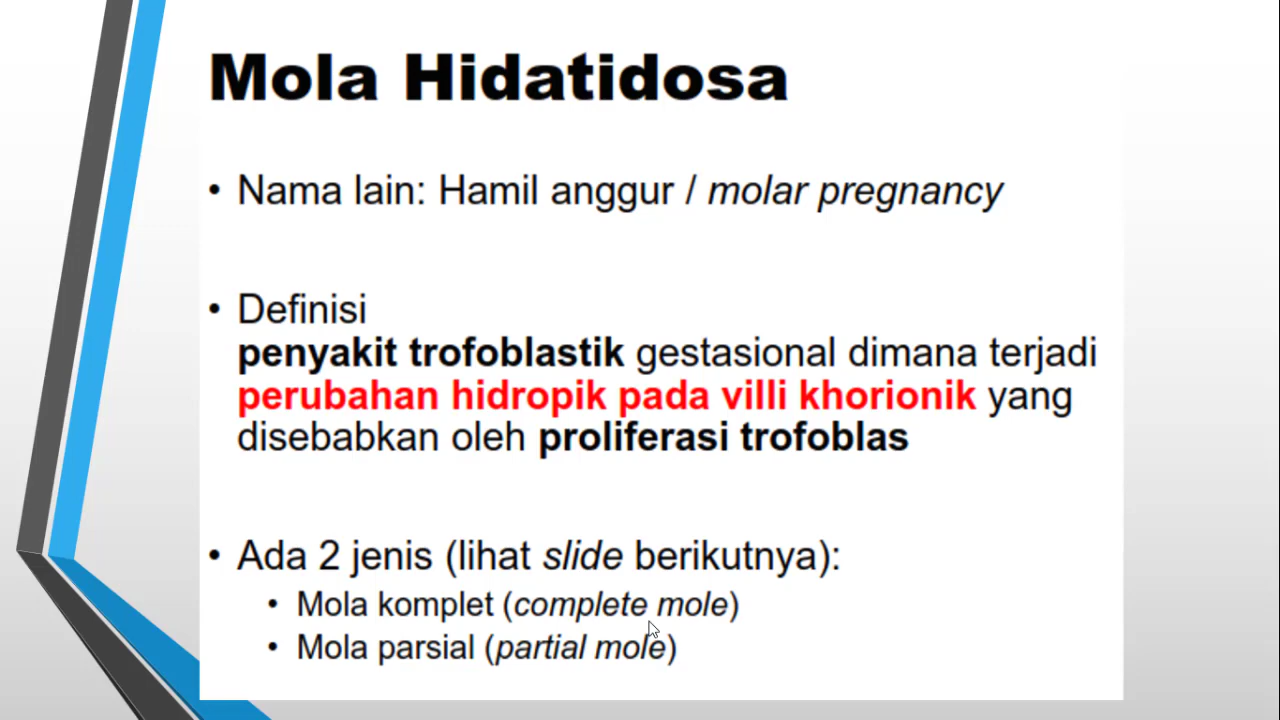 Mola Hidatidosa
• Nama lain: Hamil anggur / molar pregnancy
• Definisi
penyakit trofoblastik gestasional dimana terjadi
perubahan hidropik pada villi khorionik yang
disebabkan oleh proliferasi trofoblas
• Ada 2 jenis (lihat slide berikutnya):
• Mola komplet (complete mole)
• Mola parsial (partial mole)